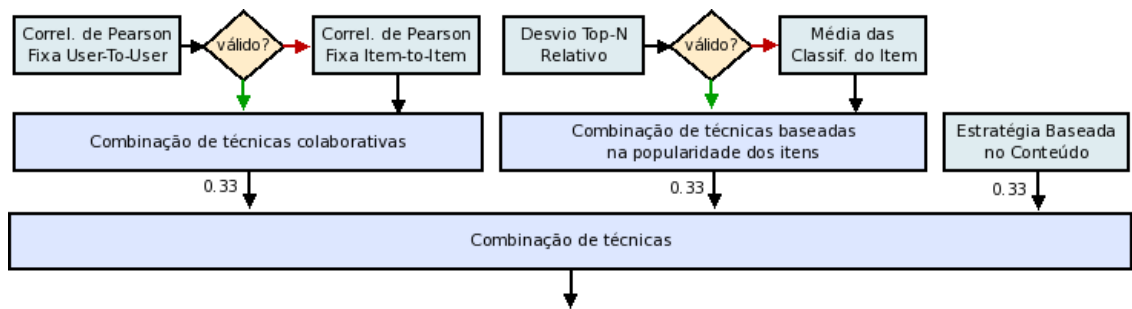 Correl. de Pearson
Fixa User-To-User
válido?
Correl. de Pearson
Fixa Item-to-Item
Desvio Top-N
Relativo
válido?
Média das
Classif. do Item
Combinação de técnicas colaborativas
Combinação de técnicas baseadas
na popularidade dos itens
Estratégia Baseada
no Conteúdo
0.33
0.33
0.33
Combinação de técnicas